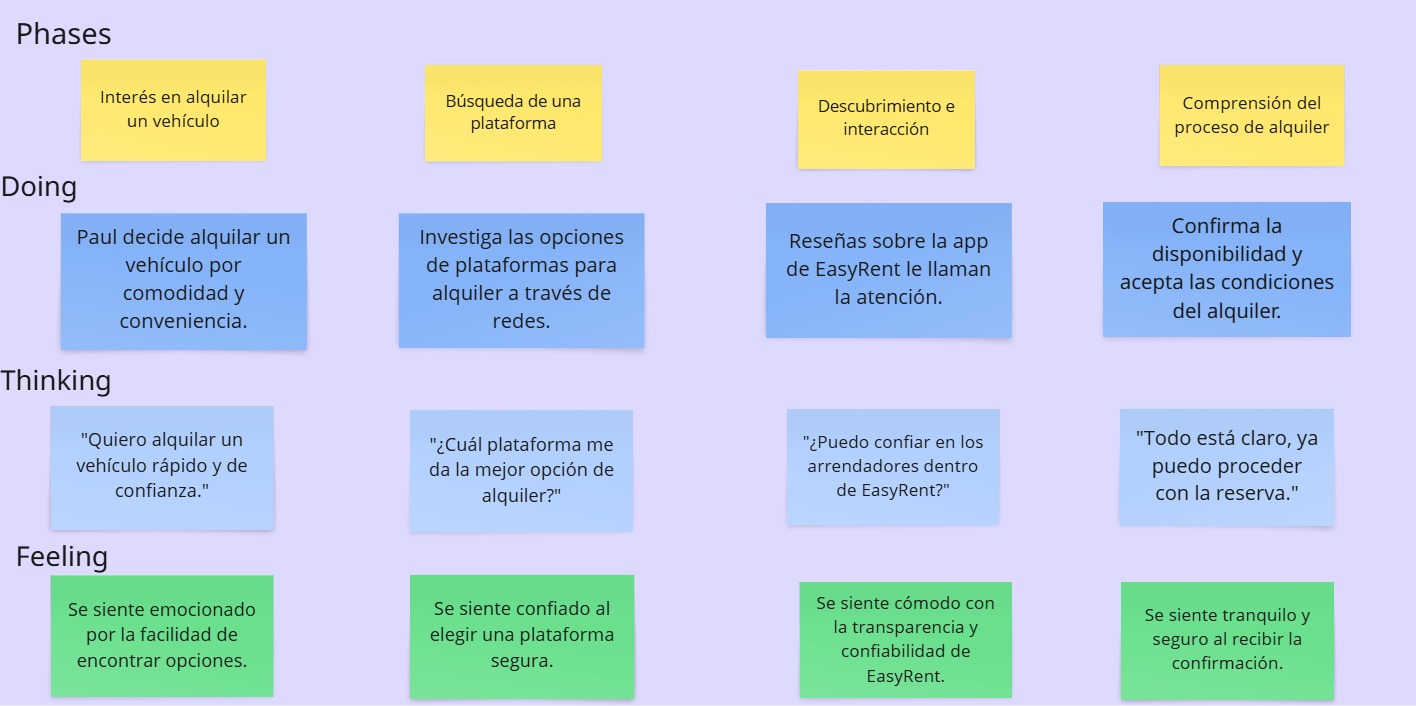 Phases
Interés en alquilar
un vehículo
Búsqueda de una
plataforma
Descubrimiento e
interacción
Comprensión del
proceso de alquiler
Doing
Paul decide alquilar un
vehículo por
comodidad y
conveniencia.
Investiga las opciones
de plataformas para
alquiler a través de
redes.
Reseñas sobre la app
de EasyRent le llaman
la atención.
Confirma la
disponibilidad y
acepta las condiciones
del alquiler.
Thinking
"Quiero alquilar un
vehículo rápido y de
confianza."
"¿Cuál plataforma me
da la mejor opción de
alquiler?"
"¿Puedo confiar en los
arrendadores dentro
de EasyRent?"
"Todo está claro, ya
puedo proceder
con la reserva."
Feeling
Se siente emocionado
por la facilidad de
encontrar opciones.
Se siente confiado al
elegir una plataforma
segura.
Se siente cómodo con
la transparencia y
confiabilidad de
EasyRent.
Se siente tranquilo y
seguro al recibir la
confirmación.